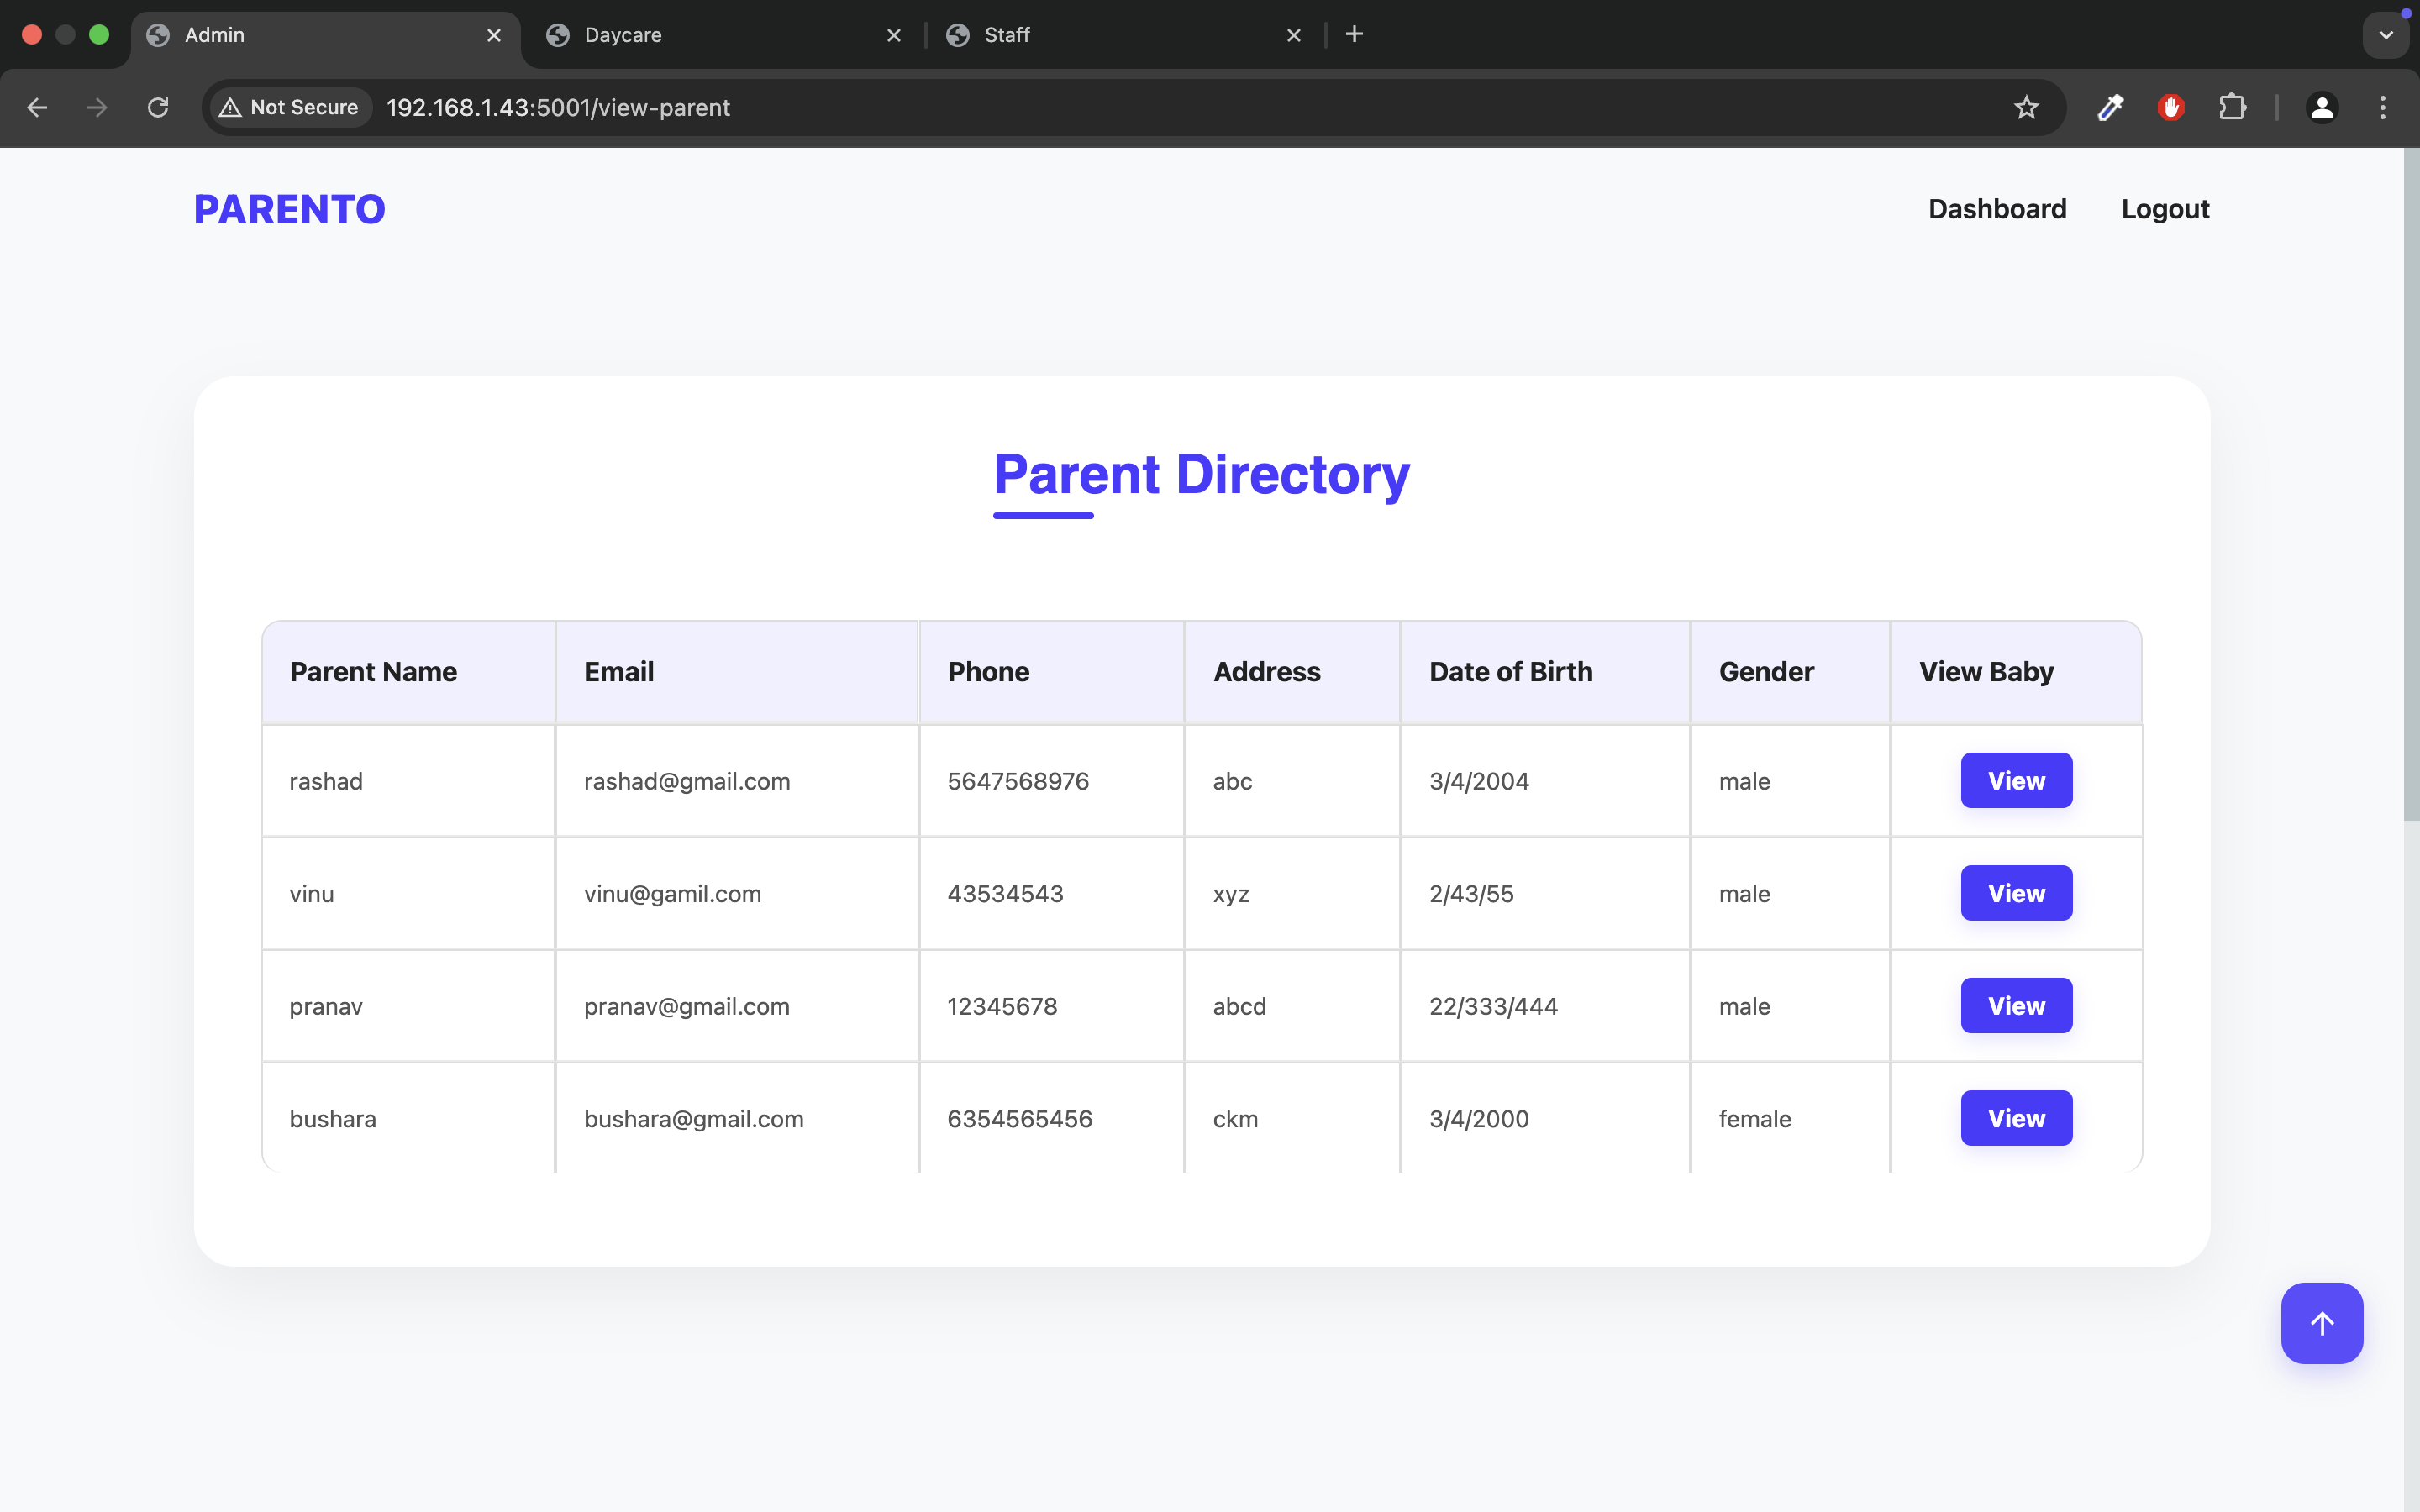 Admin Daycare Staff
Not Secure 192.168.1.43:5001/view-parent
PARENTO Dashboard Logout
Parent Directory
Parent Name Email Phone Address Date of Birth Gender View Baby
rashad rashad@gmail.com 5647568976 abc 3/4/2004 male View
vinu vinu@gamil.com 43534543 xyz 2/43/55 male View
pranav pranav@gmail.com 12345678 abcd 22/333/444 male View
bushara bushara@gmail.com 6354565456 ckm 3/4/2000 female View